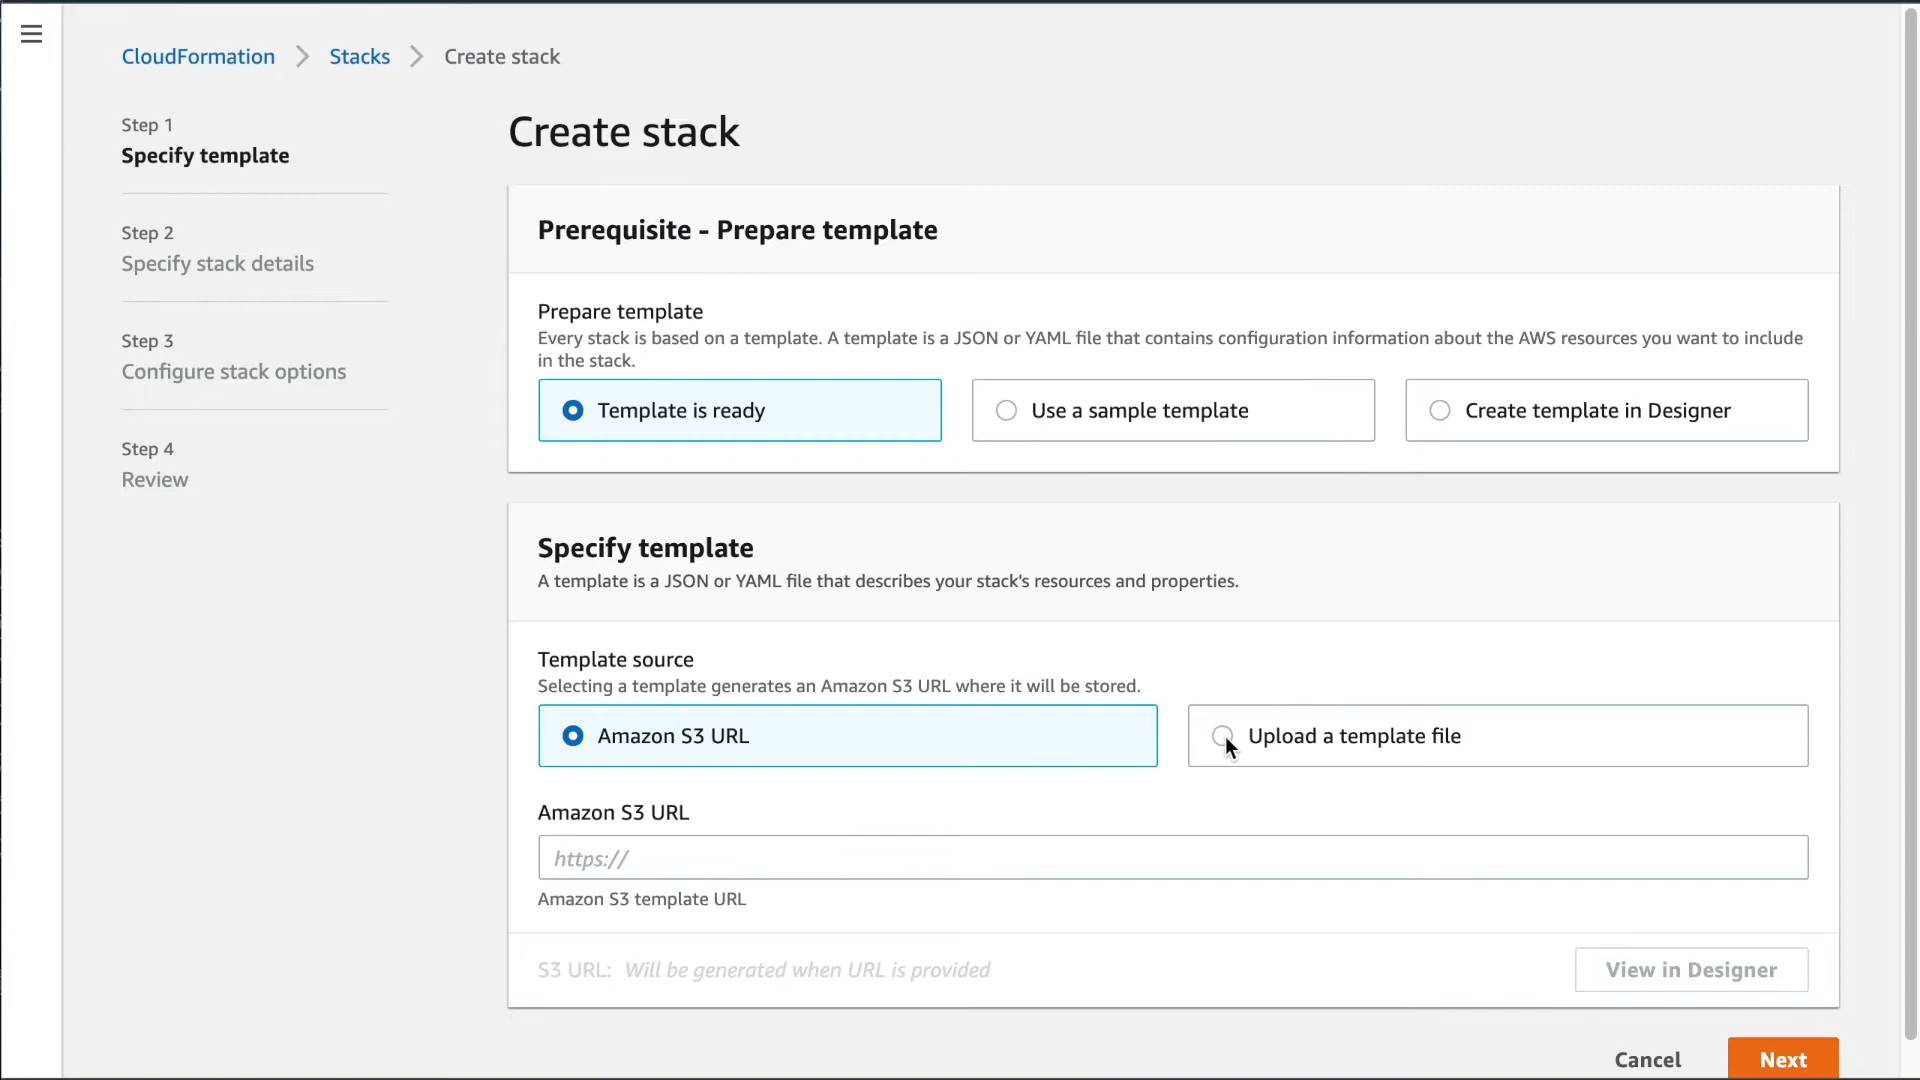 CloudFormation > Stacks > Create stack
Step 1
Specify template
Step 2
Specify stack details
Step 3
Configure stack options
Step 4
Review
Create stack
Prerequisite - Prepare template
Prepare template
Every stack is based on a template. A template is a JSON or YAML file that contains configuration information about the AWS resources you want to include
in the stack.
Template is ready
Use a sample template
Create template in Designer
Specify template
A template is a JSON or YAML file that describes your stack's resources and properties.
Template source
Selecting a template generates an Amazon S3 URL where it will be stored.
Amazon S3 URL
Upload a template file
Amazon S3 URL
https://
Amazon S3 template URL
S3 URL: Will be generated when URL is provided
View in Designer
Cancel
Next